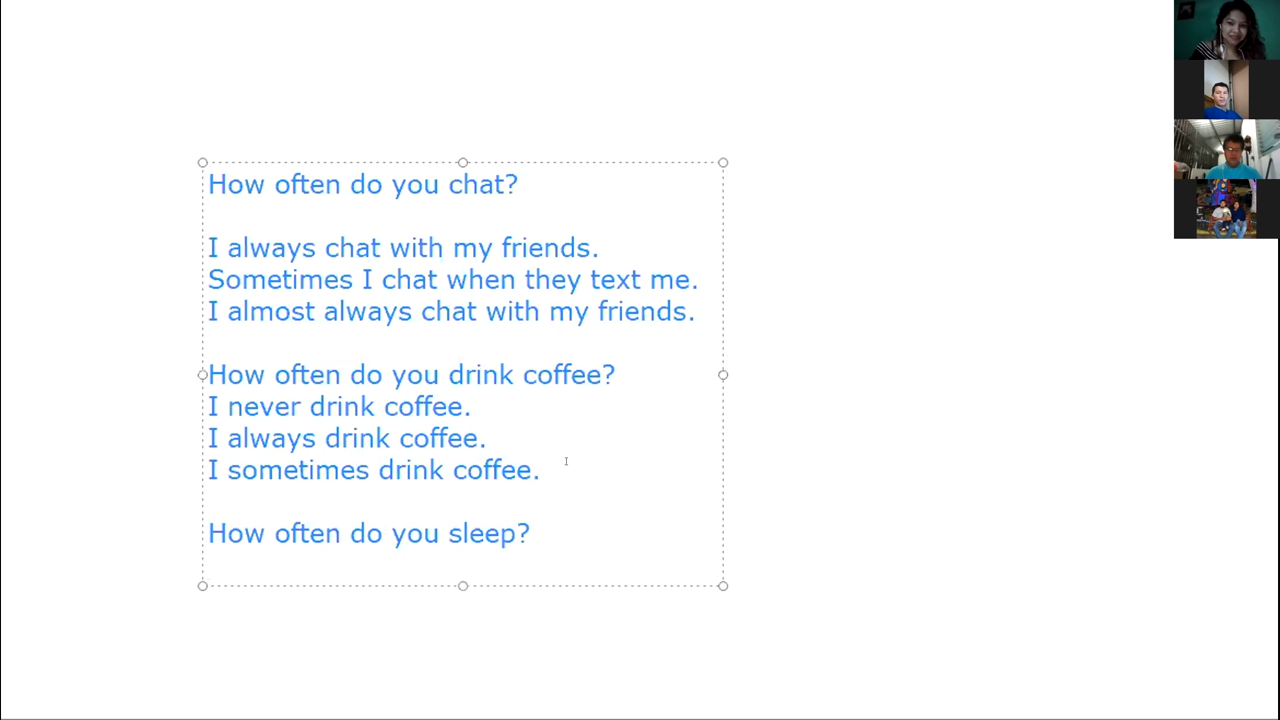 How often do you chat?
I always chat with my friends.
Sometimes I chat when they text me.
I almost always chat with my friends.
How often do you drink coffee?
I never drink coffee.
I always drink coffee.
I sometimes drink coffee.
How often do you sleep?